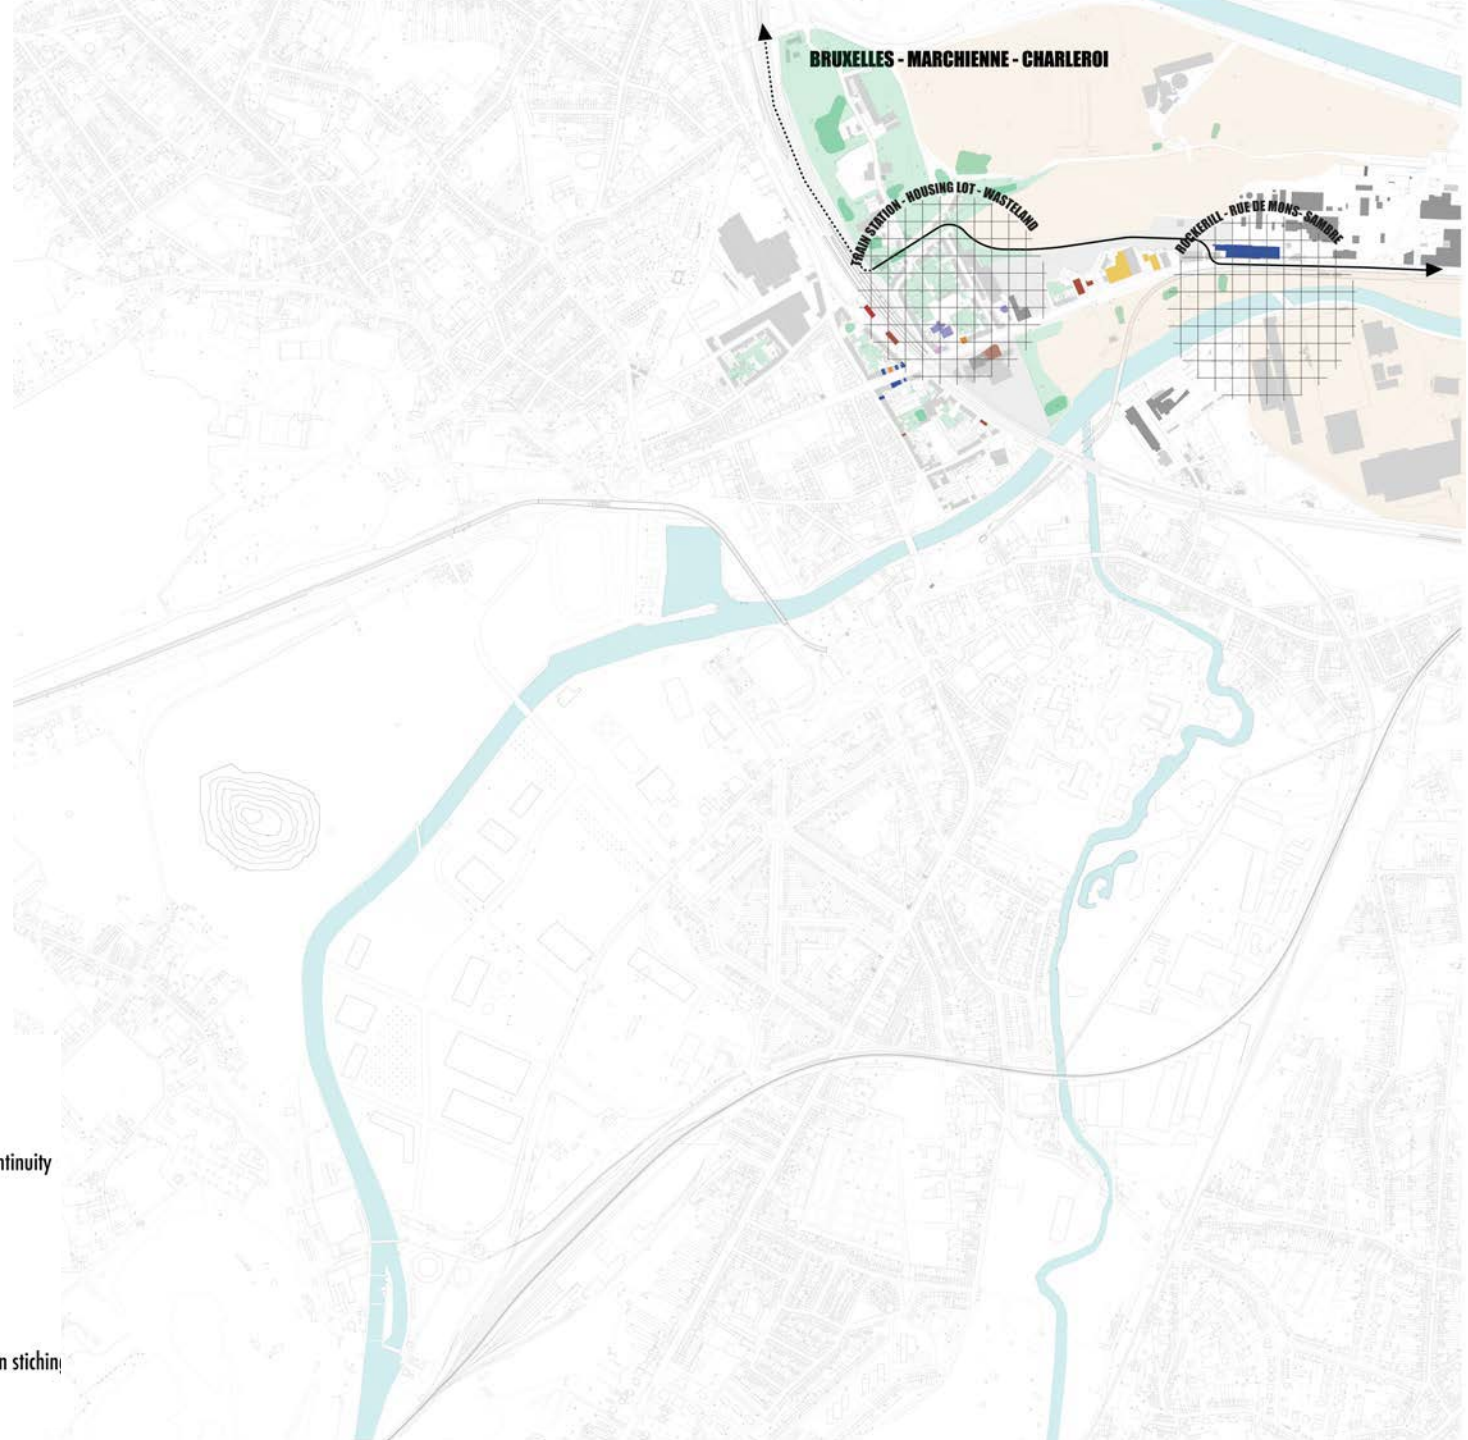 BRUXELLES - MARCHIENNE - CHARLEROI
TRAIN STATION - HOUSING LOT - WASTELAND
ROCKERILL - RUE DE MONS- SAMBRE
ntinuity
n stiching